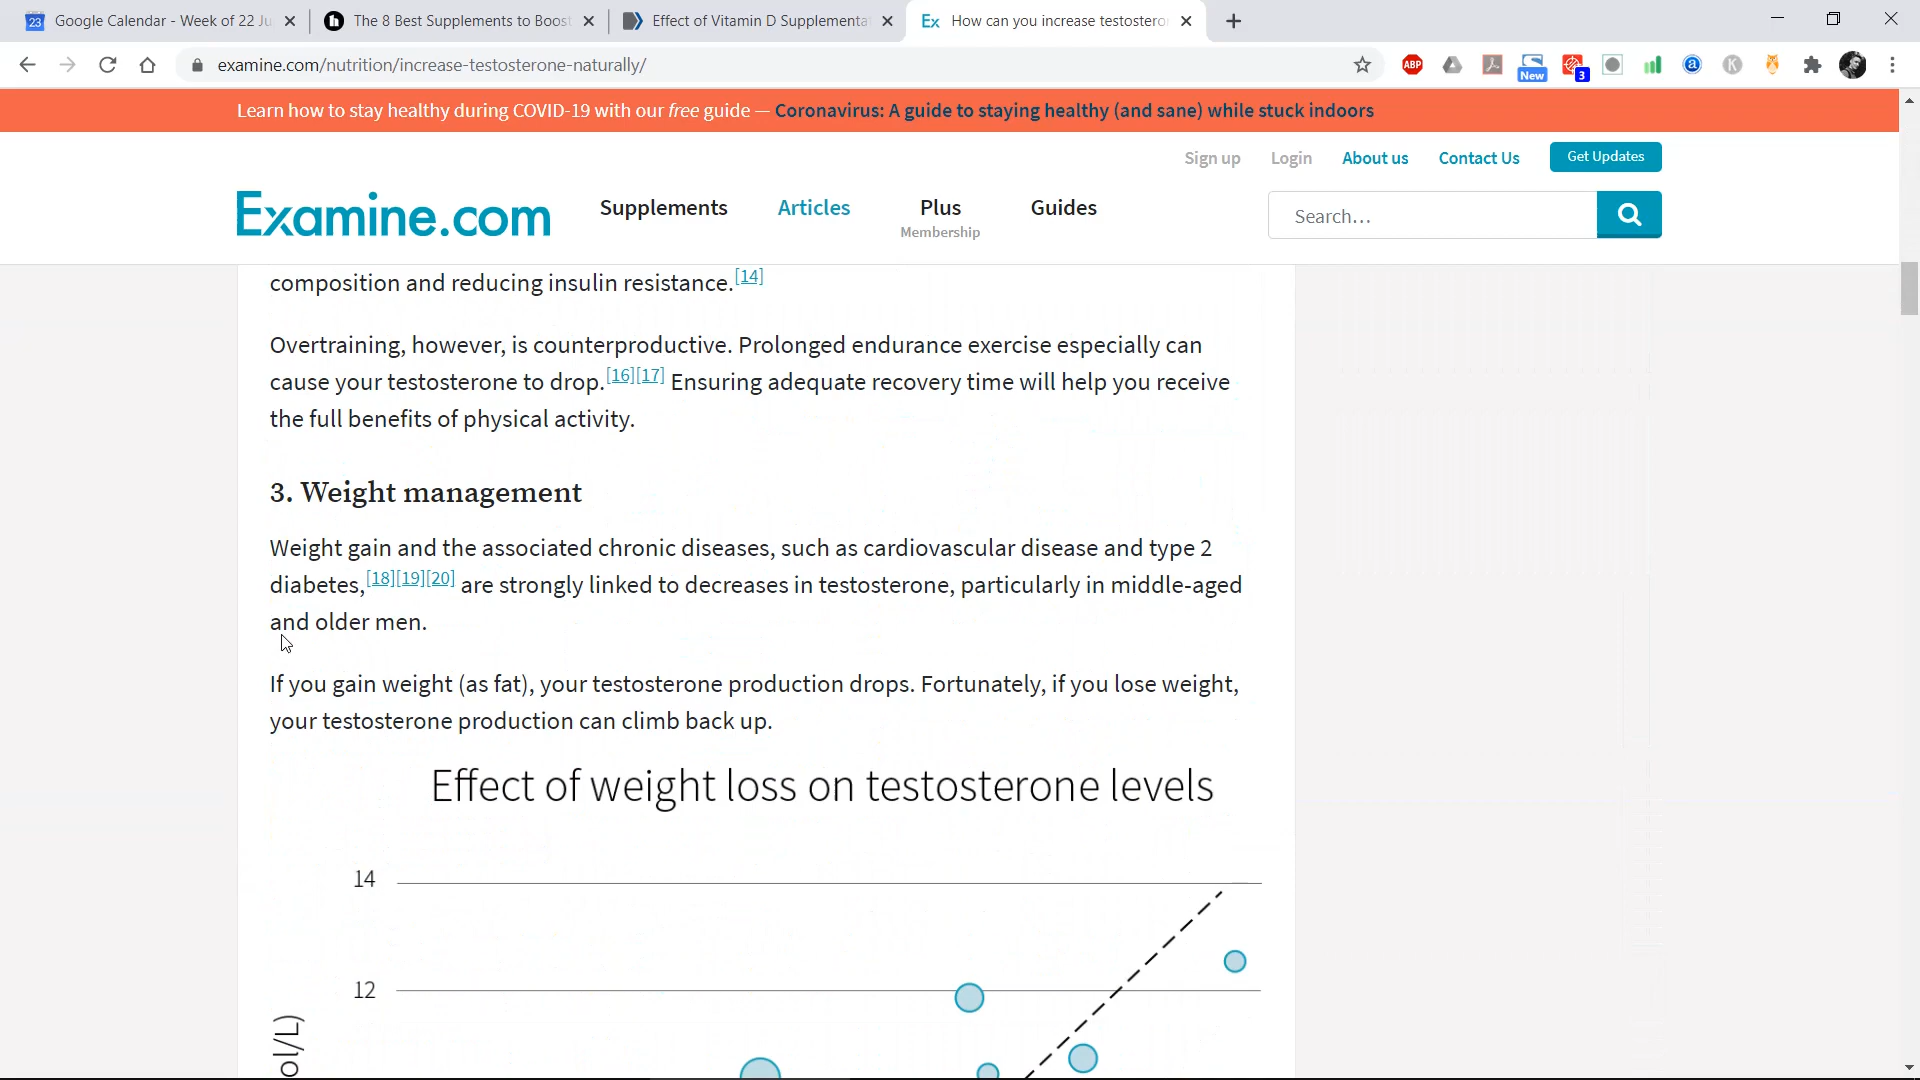 Google Calendar - Week of 22 Ju
The 8 Best Supplements to Boost
Effect of Vitamin D Supplementa
Ex How can you increase testostero
examine.com/nutrition/increase-testosterone-naturally/
ABP
New
3
Learn how to stay healthy during COVID-19 with our free guide — Coronavirus: A guide to staying healthy (and sane) while stuck indoors
Sign up Login About us Contact Us Get Updates
Examine.com
Supplements Articles Plus Guides
Membership
Search...
composition and reducing insulin resistance.[14]
Overtraining, however, is counterproductive. Prolonged endurance exercise especially can
cause your testosterone to drop.[16][17] Ensuring adequate recovery time will help you receive
the full benefits of physical activity.
3. Weight management
Weight gain and the associated chronic diseases, such as cardiovascular disease and type 2
diabetes,[18][19][20] are strongly linked to decreases in testosterone, particularly in middle-aged
and older men.
If you gain weight (as fat), your testosterone production drops. Fortunately, if you lose weight,
your testosterone production can climb back up.
Effect of weight loss on testosterone levels
14
12
ol/L)